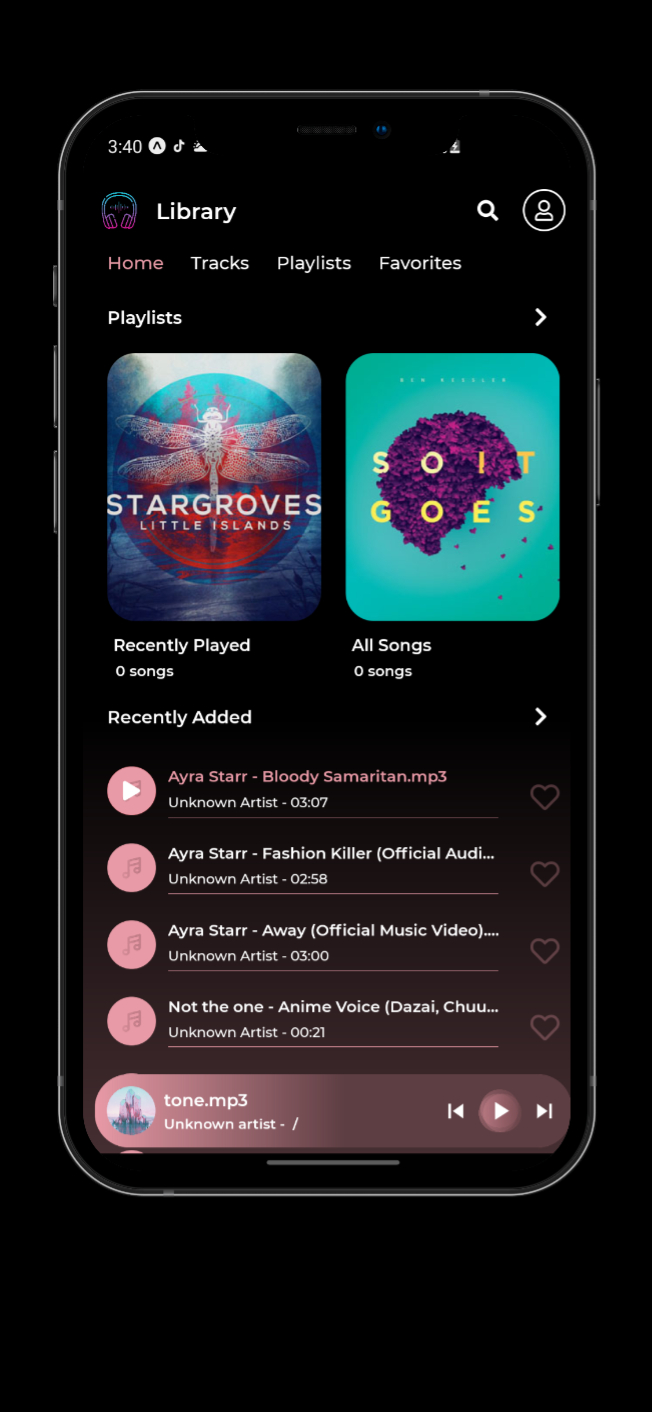 3:40
Library
Home Tracks Playlists Favorites
Playlists
STARGROVES
LITTLE ISLANDS
SO IT
GOES
Recently Played
0 songs
All Songs
0 songs
Recently Added
Ayra Starr - Bloody Samaritan.mp3
Unknown Artist - 03:07
Ayra Starr - Fashion Killer (Official Audi...
Unknown Artist - 02:58
Ayra Starr - Away (Official Music Video)....
Unknown Artist - 03:00
Not the one - Anime Voice (Dazai, Chuu...
Unknown Artist - 00:21
tone.mp3
Unknown artist - /